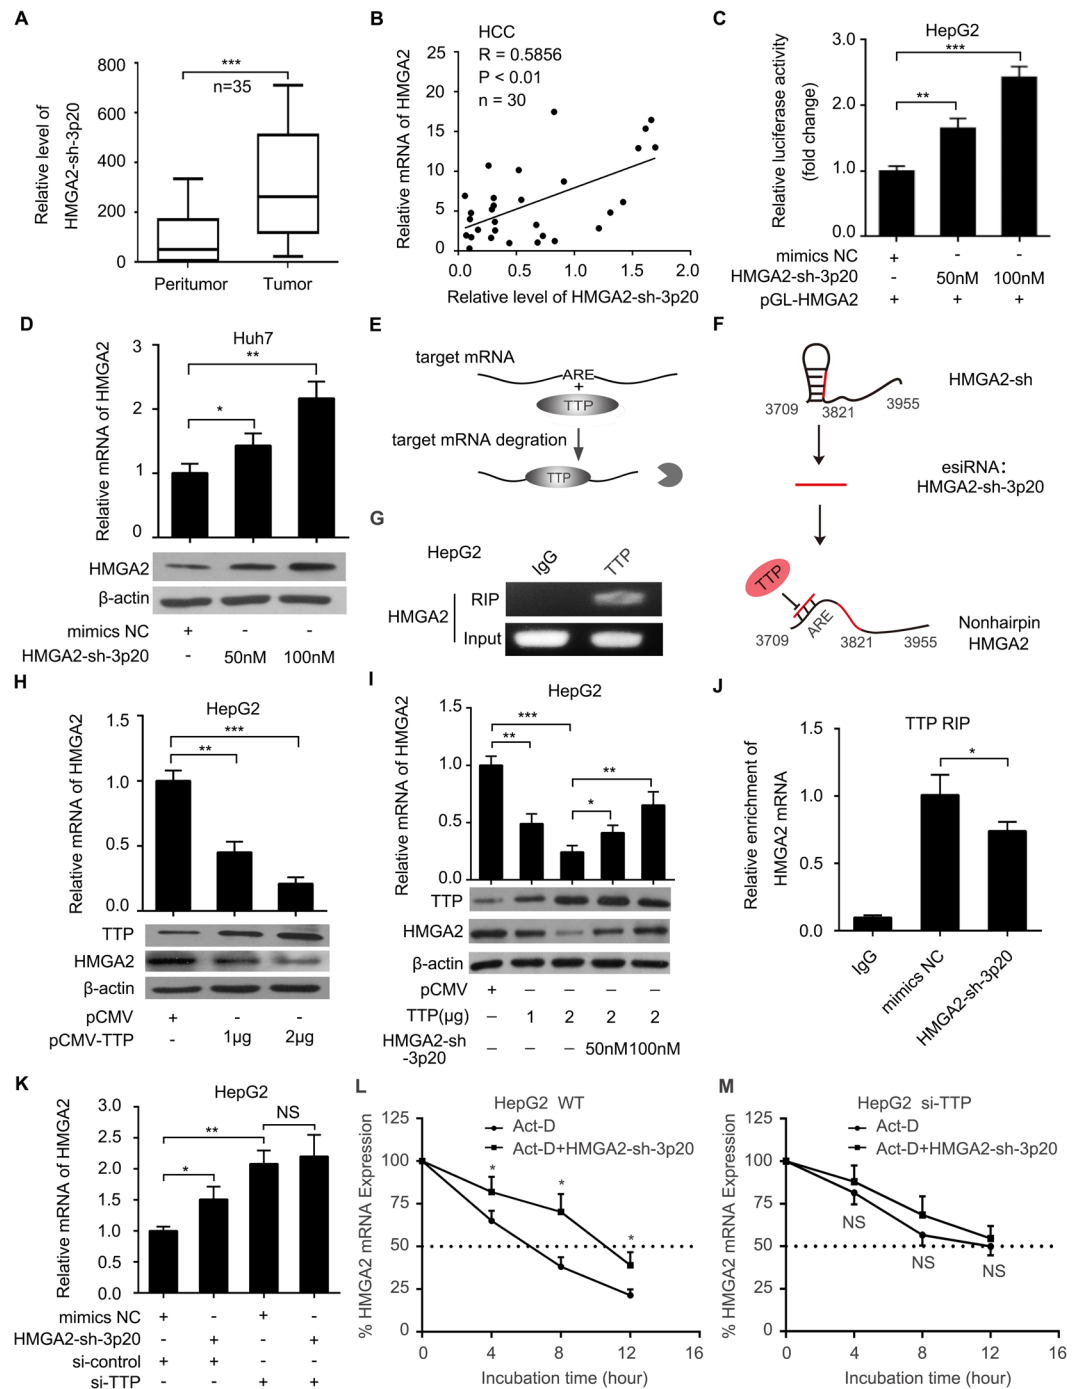 A
Relative level of
HMGA2-sh-3p20
800
600
400
200
0
***
n=35
Peritumor
Tumor
B
Relative mRNA of HMGA2
25
20
15
10
5
0
HCC
R = 0.5856
P < 0.01
n = 30
0.0 0.5 1.0 1.5 2.0
Relative level of HMGA2-sh-3p20
C
HepG2
Relative luciferase activity
(fold change)
3.0
2.0
1.0
0.0
***
**
mimics NC + - -
HMGA2-sh-3p20 - 50nM 100nM
pGL-HMGA2 + + +
D
Huh7
Relative mRNA of HMGA2
3
2
1
0
**
*
HMGA2
β-actin
mimics NC + - -
HMGA2-sh-3p20 - 50nM 100nM
E
target mRNA
ARE
+
TTP
target mRNA degration
TTP
F
HMGA2-sh
3709 3821 3955
esiRNA:
HMGA2-sh-3p20
TTP
ARE
3709 3821 3955
Nonhairpin
HMGA2
G
HepG2
IgG
TTP
HMGA2
RIP
Input
H
HepG2
Relative mRNA of HMGA2
1.5
1.0
0.5
0.0
***
**
TTP
HMGA2
β-actin
pCMV + - -
pCMV-TTP - 1μg 2μg
I
HepG2
Relative mRNA of HMGA2
1.5
1.0
0.5
0.0
***
**
**
*
TTP
HMGA2
β-actin
pCMV + – – – –
TTP(μg) – 1 2 2 2
HMGA2-sh
-3p20 – – – 50nM100nM
J
TTP RIP
Relative enrichment of
HMGA2 mRNA
1.5
1.0
0.5
0.0
*
IgG
mimics NC
HMGA2-sh-3p20
K
HepG2
Relative mRNA of HMGA2
3.0
2.5
2.0
1.5
1.0
0.5
0.0
NS
**
*
mimics NC + - + -
HMGA2-sh-3p20 - + - +
si-control + + - -
si-TTP - - + +
L
HepG2 WT
Act-D
Act-D+HMGA2-sh-3p20
% HMGA2 mRNA Expression
125
100
75
50
25
0
*
*
*
0 4 8 12 16
Incubation time (hour)
M
HepG2 si-TTP
Act-D
Act-D+HMGA2-sh-3p20
% HMGA2 mRNA Expression
125
100
75
50
25
0
NS
NS
NS
0 4 8 12 16
Incubation time (hour)